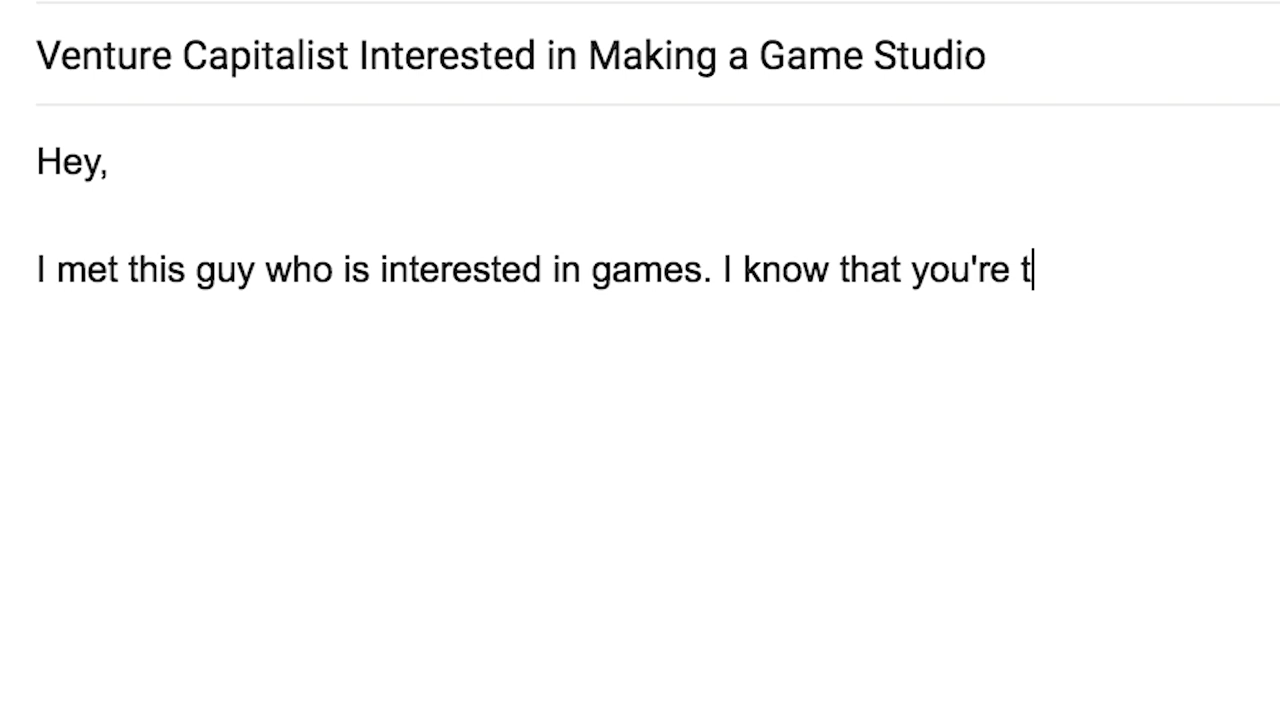 Venture Capitalist Interested in Making a Game Studio
Hey,
I met this guy who is interested in games. I know that you're t